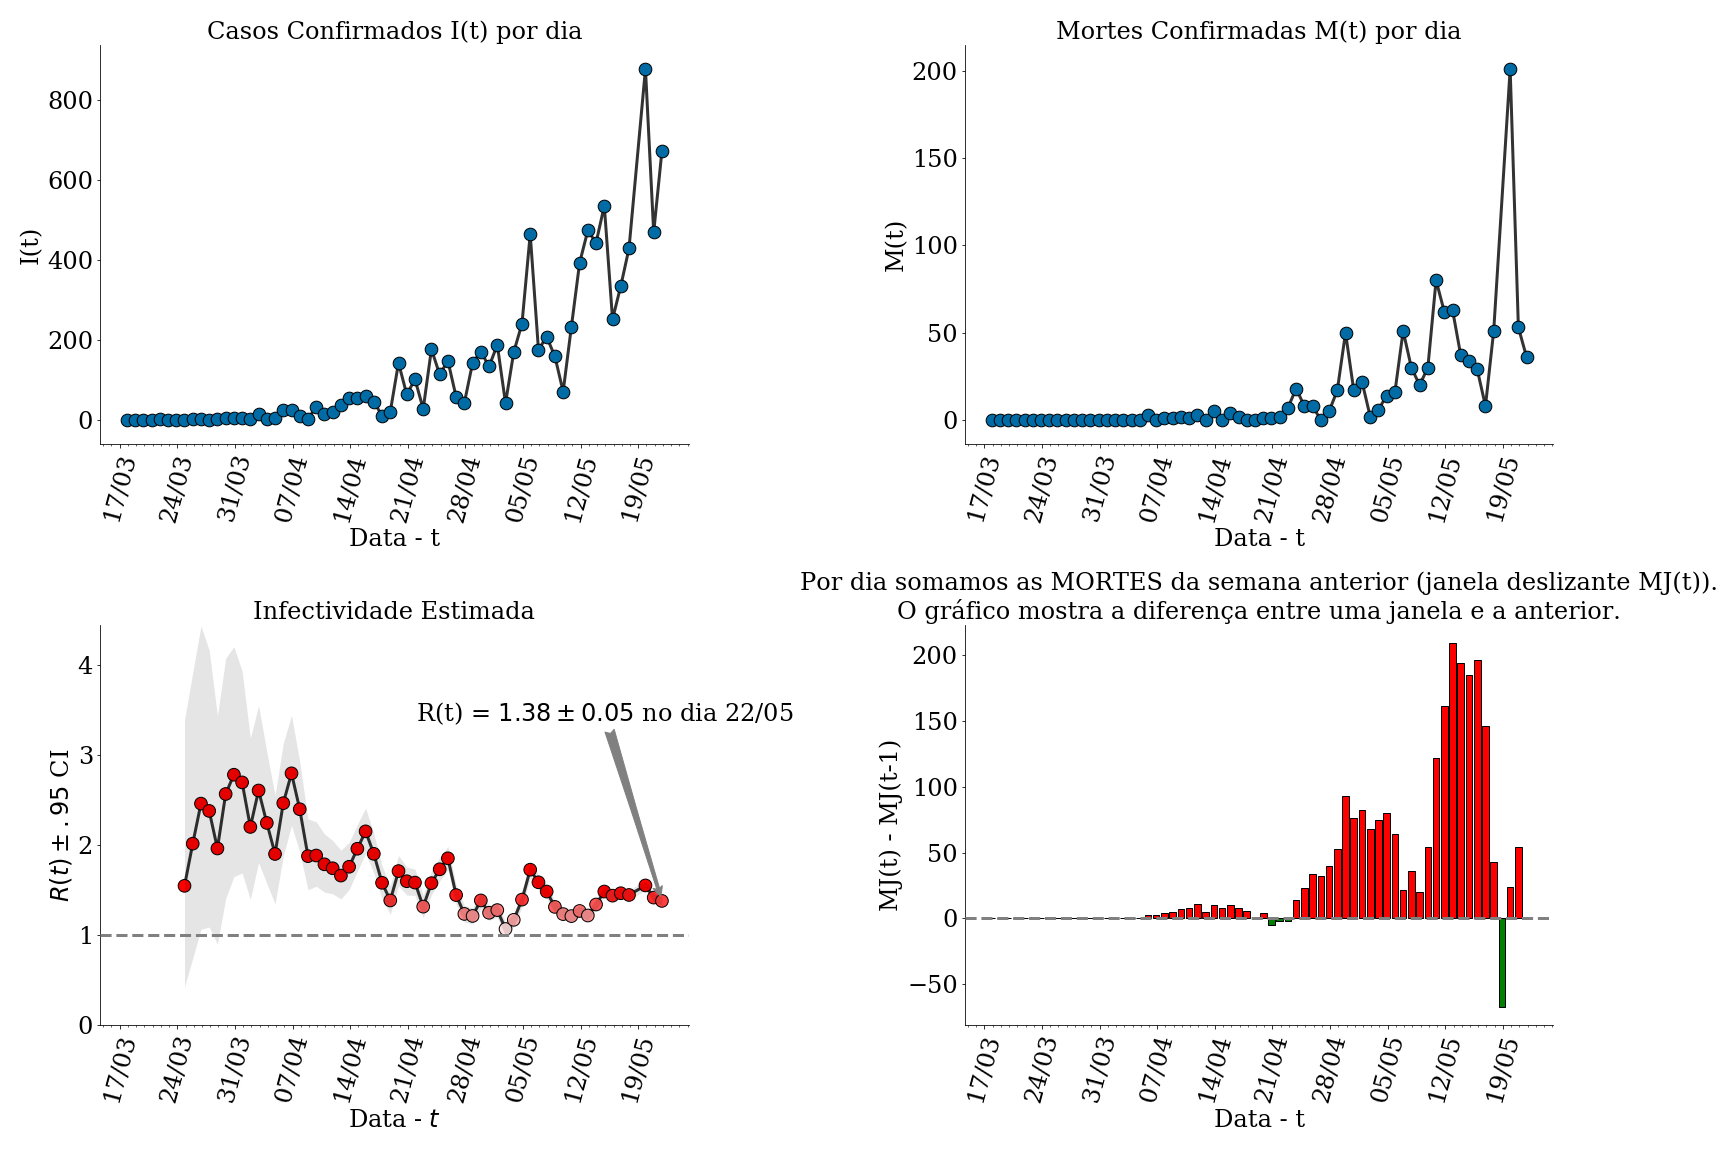 Casos Confirmados I(t) por dia
I(t)
800
600
400
200
0
17/03 24/03 31/03 07/04 14/04 21/04 28/04 05/05 12/05 19/05
Data - t
Mortes Confirmadas M(t) por dia
M(t)
200
150
100
50
0
17/03 24/03 31/03 07/04 14/04 21/04 28/04 05/05 12/05 19/05
Data - t
Infectividade Estimada
R(t) ± .95 CI
4
3
2
1
0
R(t) = 1.38 ± 0.05 no dia 22/05
17/03 24/03 31/03 07/04 14/04 21/04 28/04 05/05 12/05 19/05
Data - t
Por dia somamos as MORTES da semana anterior (janela deslizante MJ(t)).
O gráfico mostra a diferença entre uma janela e a anterior.
MJ(t) - MJ(t-1)
200
150
100
50
0
−50
17/03 24/03 31/03 07/04 14/04 21/04 28/04 05/05 12/05 19/05
Data - t